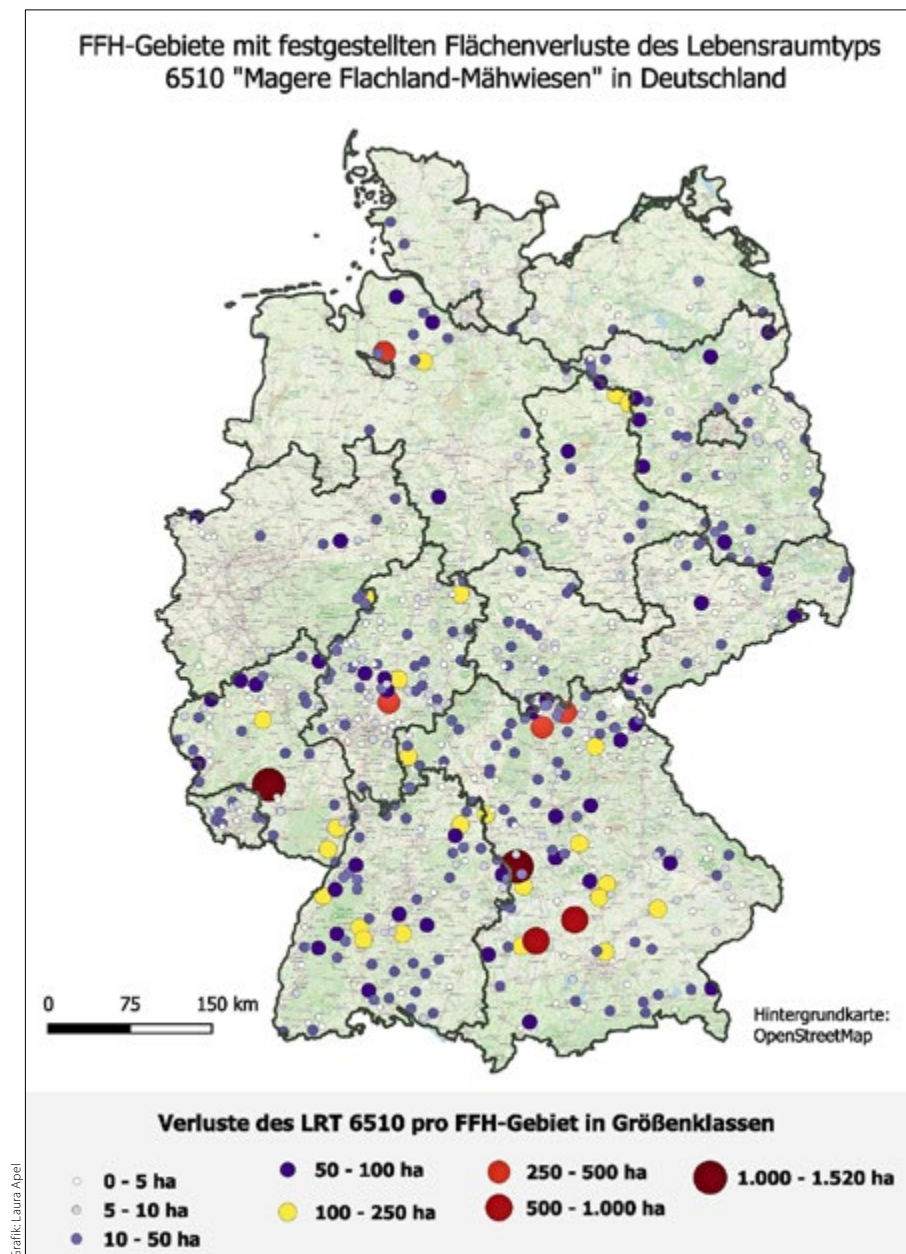 FFH-Gebiete mit festgestellten Flächenverluste des Lebensraumtyps
6510 "Magere Flachland-Mähwiesen" in Deutschland
0 75 150 km
Hintergrundkarte:
OpenStreetMap
Verluste des LRT 6510 pro FFH-Gebiet in Größenklassen
0 - 5 ha
5 - 10 ha
10 - 50 ha
50 - 100 ha
100 - 250 ha
250 - 500 ha
500 - 1.000 ha
1.000 - 1.520 ha
Grafik: Laura Apel